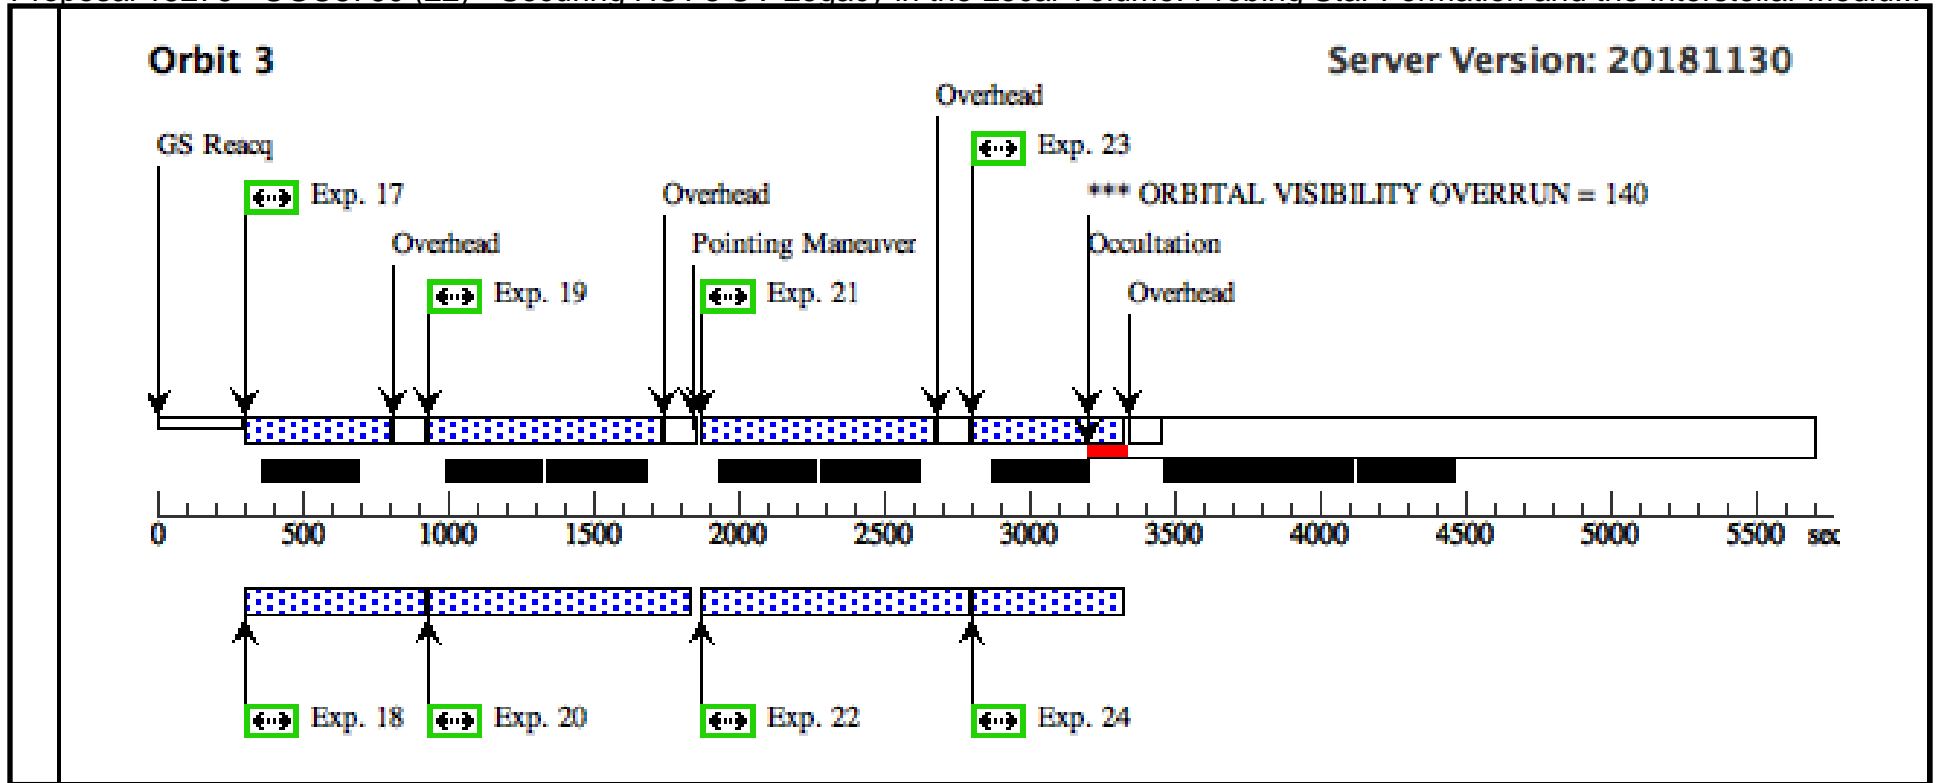 Orbit 3
Server Version: 20181130
Overhead
GS Reacq
Exp. 23
Exp. 17
Overhead
*** ORBITAL VISIBILITY OVERRUN = 140
Overhead
Pointing Maneuver
Occultation
Exp. 19
Exp. 21
Overhead
0 500 1000 1500 2000 2500 3000 3500 4000 4500 5000 5500 sec
Exp. 18
Exp. 20
Exp. 22
Exp. 24